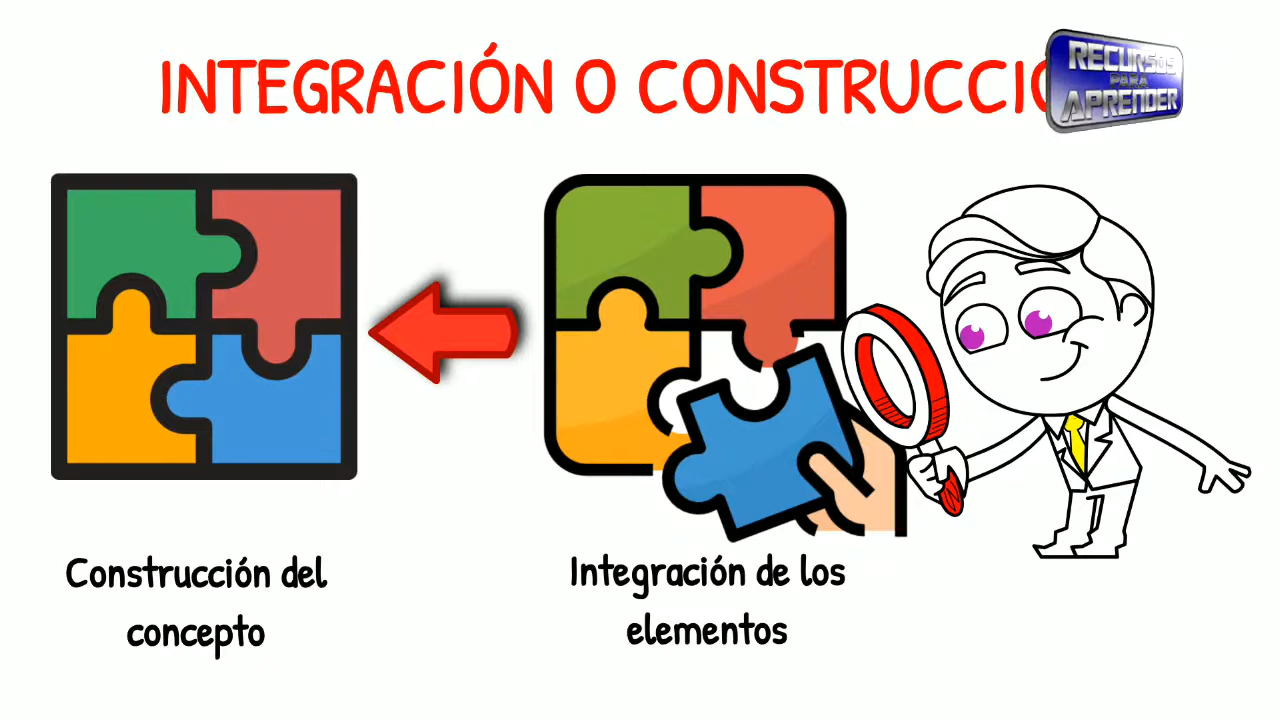 INTEGRACIÓN O CONSTRUCCIÓ
RECURSOS
PARA
APRENDER
Construcción del
concepto
Integración de los
elementos